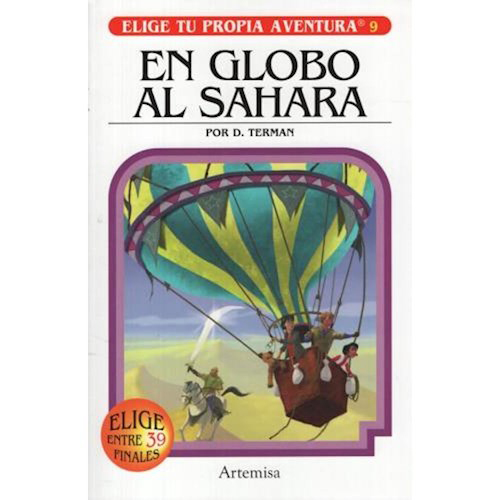 ELIGE TU PROPIA AVENTURA® 9
EN GLOBO
AL SAHARA
POR D. TERMAN
ELIGE
ENTRE 39
FINALES
Artemisa